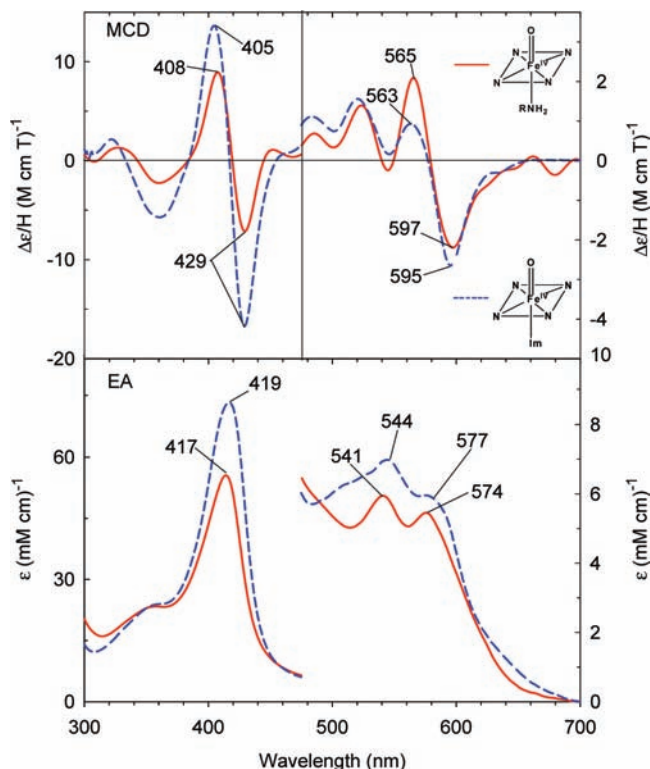 MCD
405
408
565
563
O
N N
Fe^IV
N N
RNH₂
429
597
595
O
N N
Fe^IV
N N
Im
10
0
-10
-20
Δε/H (M cm T)⁻¹
2
0
-2
-4
Δε/H (M cm T)⁻¹
EA
419
417
544
541
577
574
60
30
0
ε (mM cm)⁻¹
10
8
6
4
2
0
ε (mM cm)⁻¹
300 400 500 600 700
Wavelength (nm)